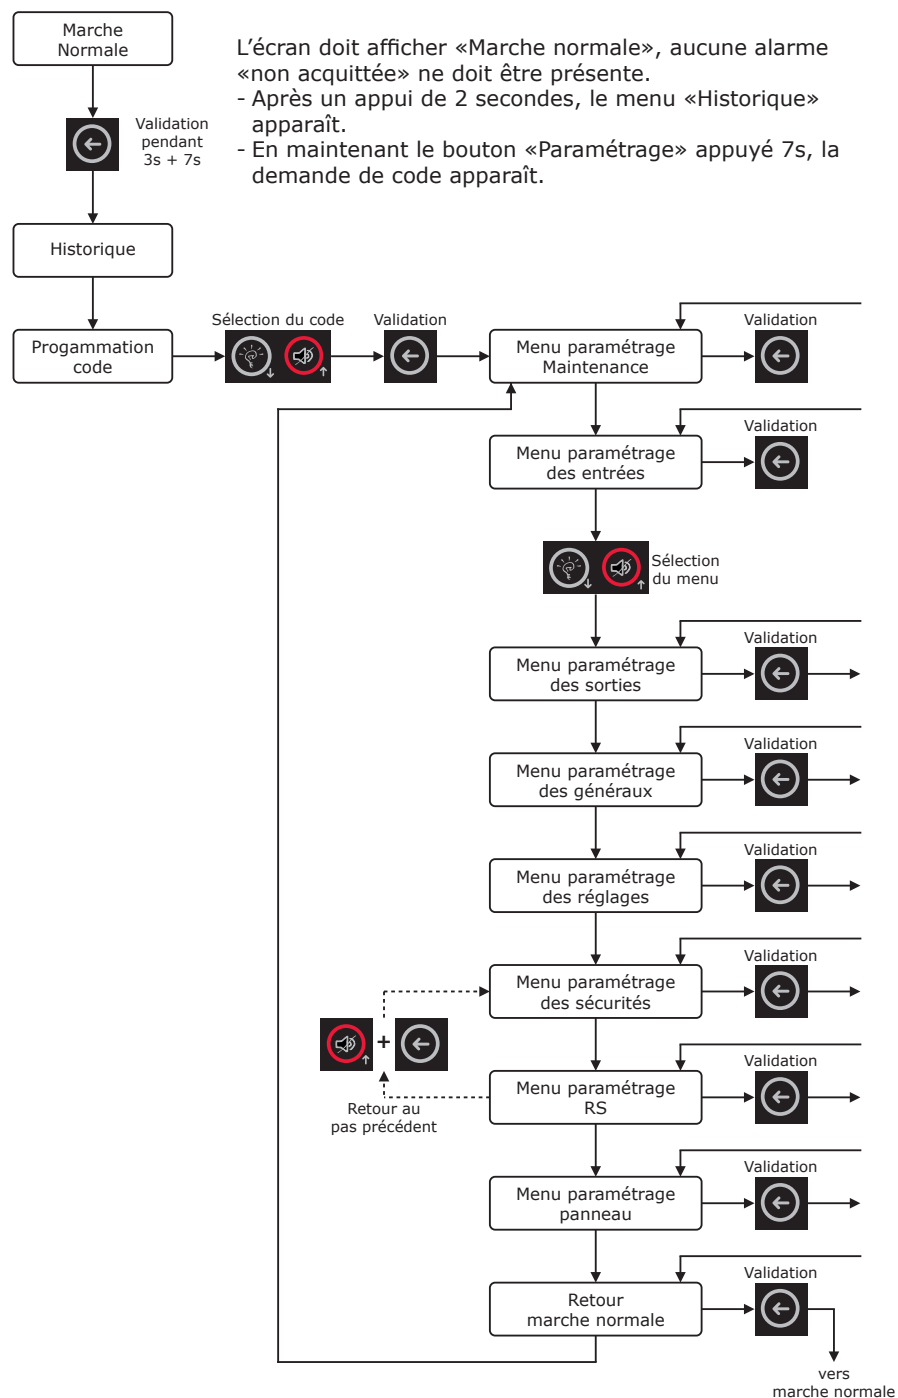 Marche
Normale
L'écran doit afficher «Marche normale», aucune alarme
«non acquittée» ne doit être présente.
- Après un appui de 2 secondes, le menu «Historique»
apparaît.
- En maintenant le bouton «Paramétrage» appuyé 7s, la
demande de code apparaît.
Validation
pendant
3s + 7s
Historique
Progammation
code
Sélection du code
Validation
Menu paramétrage
Maintenance
Validation
Menu paramétrage
des entrées
Validation
Sélection
du menu
Menu paramétrage
des sorties
Validation
Menu paramétrage
des généraux
Validation
Menu paramétrage
des réglages
Validation
Menu paramétrage
des sécurités
Validation
+
Retour au
pas précédent
Menu paramétrage
RS
Validation
Menu paramétrage
panneau
Validation
Retour
marche normale
Validation
vers
marche normale